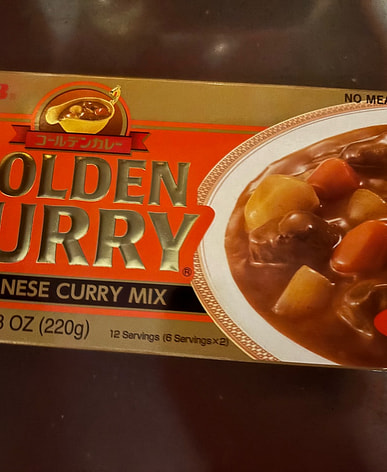 B
NO MEA
ゴールデンカレー
OLDEN
URRY®
NESE CURRY MIX
8 OZ (220g)
12 Servings (6 Servings×2)